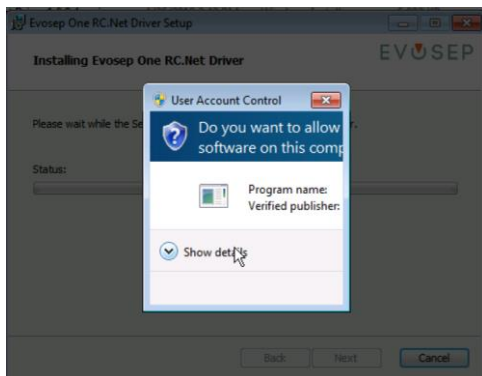 Evosep One RC.Net Driver Setup
Installing Evosep One RC.Net Driver
EVOSEP
User Account Control
Do you want to allow
software on this comp
Please wait while the Se
r.
Program name:
Verified publisher:
Status:
Show details
Back Next Cancel